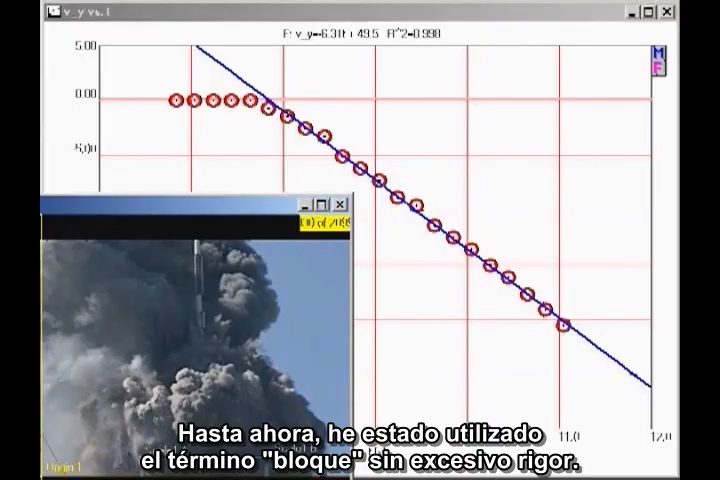 v_y vs. t
F: v_y=-6.31t + 49.5 R^2=0.998
5.00
M
F
0.00
-5.00
11.0
12.0
Hasta ahora, he estado utilizado
el término "bloque" sin excesivo rigor.